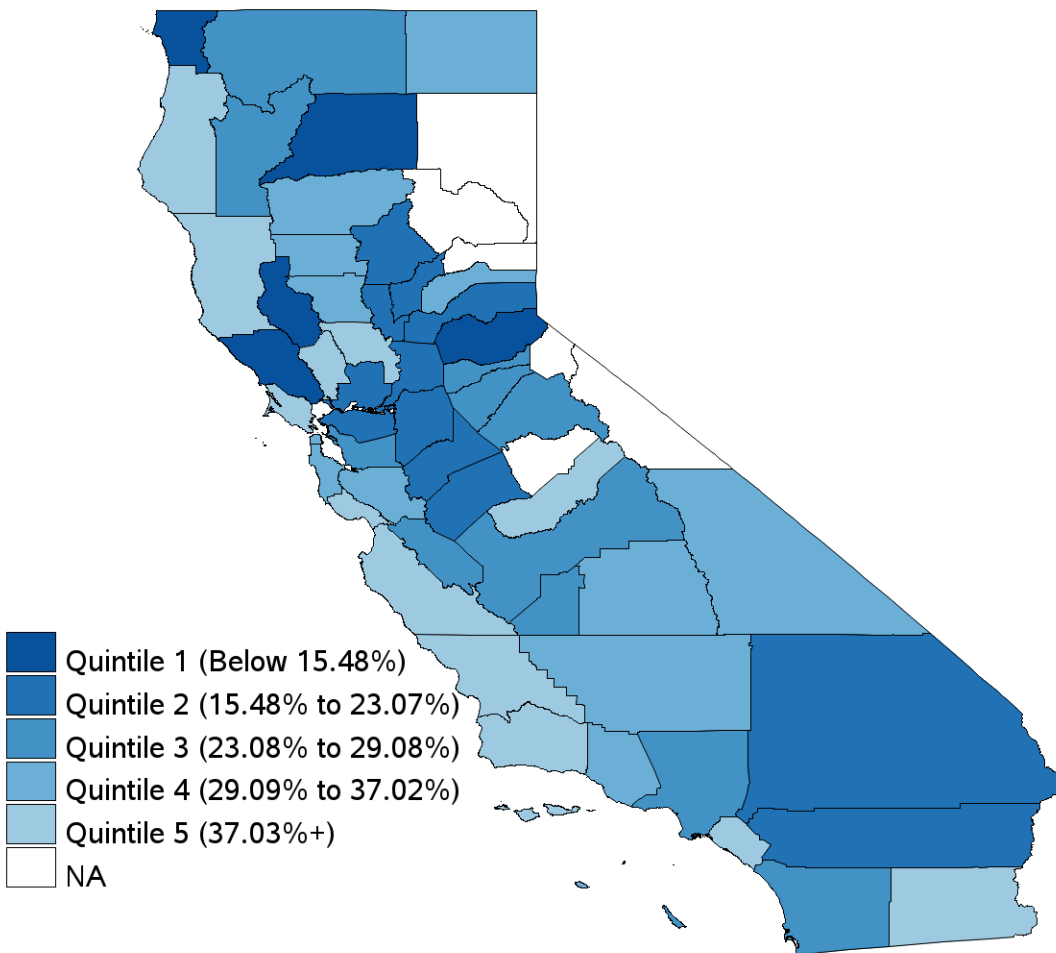 Quintile 1 (Below 15.48%)
Quintile 2 (15.48% to 23.07%)
Quintile 3 (23.08% to 29.08%)
Quintile 4 (29.09% to 37.02%)
Quintile 5 (37.03%+)
NA